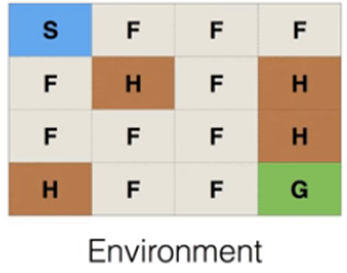 S F F F
F H F H
F F F H
H F F G
Environment